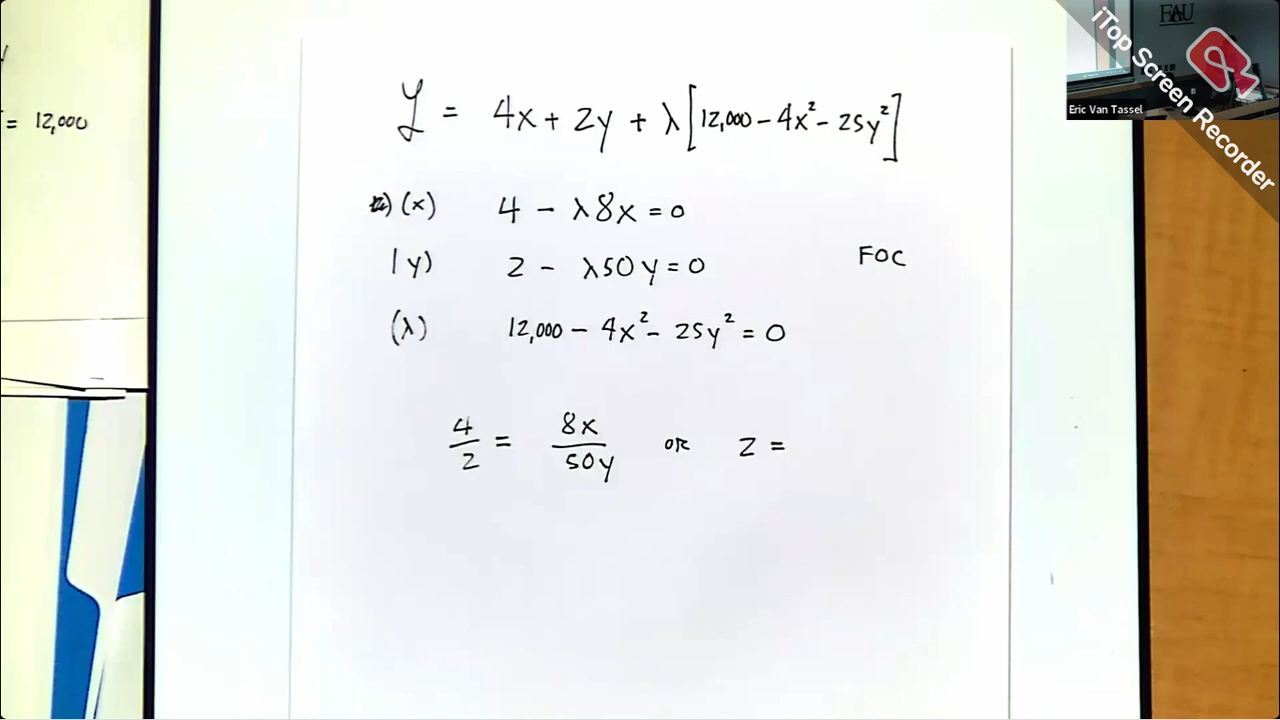 = 12,000
ℒ = 4x + 2y + λ[12,000 - 4x² - 25y²]
(x) 4 - λ8x = 0
(y) 2 - λ50y = 0
FOC
(λ) 12,000 - 4x² - 25y² = 0
4/2 = 8x/50y or 2 =
FAU
Eric Van Tassel
iTop Screen Recorder